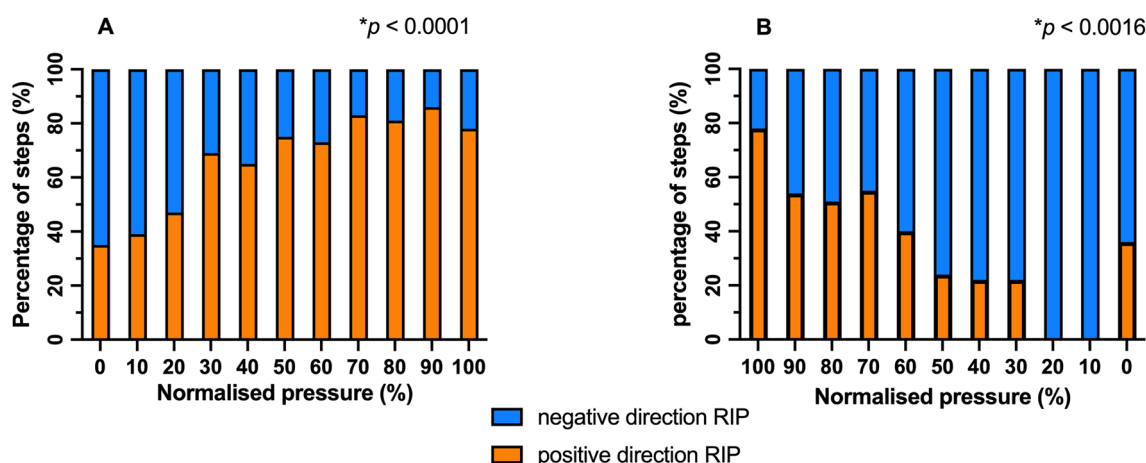 A
*p < 0.0001
Percentage of steps (%)
100
80
60
40
20
0
0 10 20 30 40 50 60 70 80 90 100
Normalised pressure (%)
B
*p < 0.0016
percentage of steps (%)
100
80
60
40
20
0
100 90 80 70 60 50 40 30 20 10 0
Normalised pressure (%)
negative direction RIP
positive direction RIP